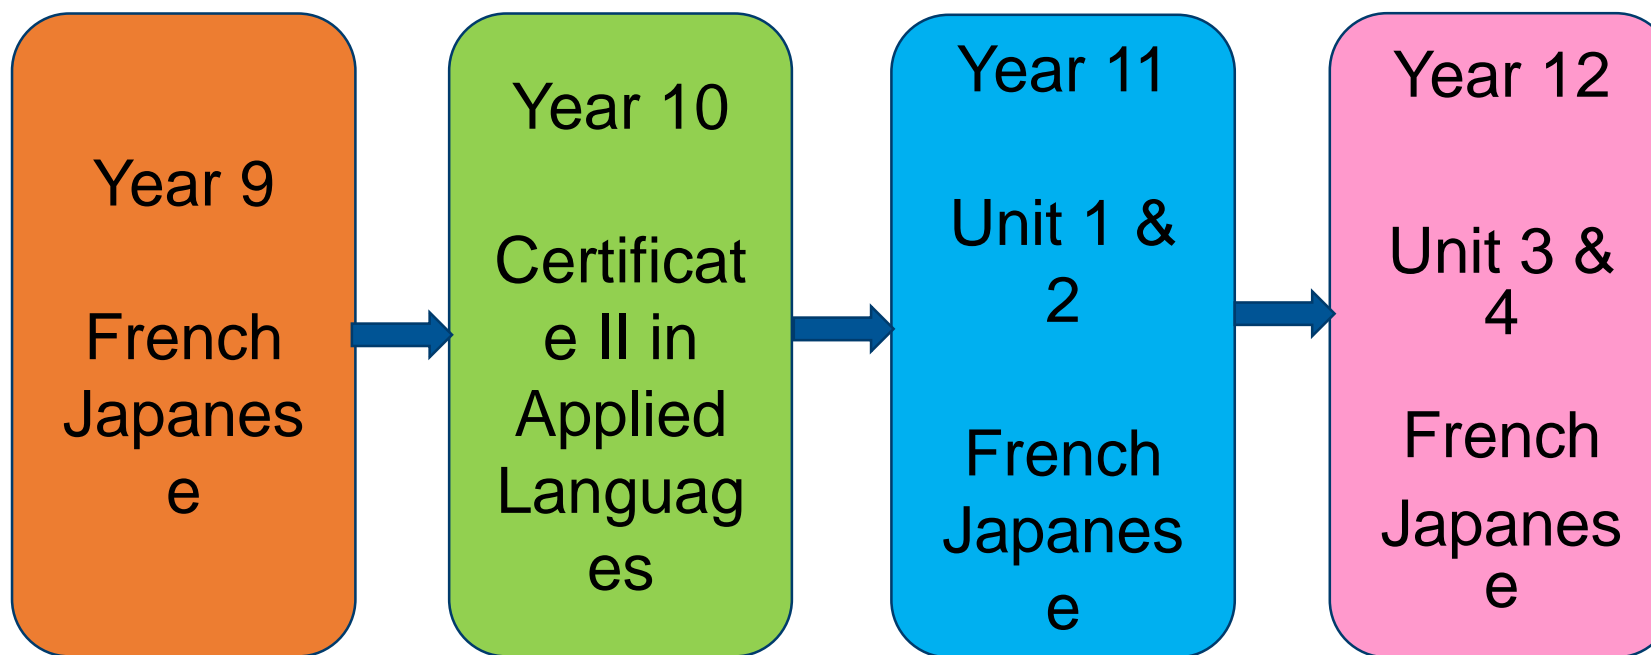 Year 9
French
Japanes
e
Year 10
Certificat
e II in
Applied
Languag
es
Year 11
Unit 1 &
2
French
Japanes
e
Year 12
Unit 3 &
4
French
Japanes
e